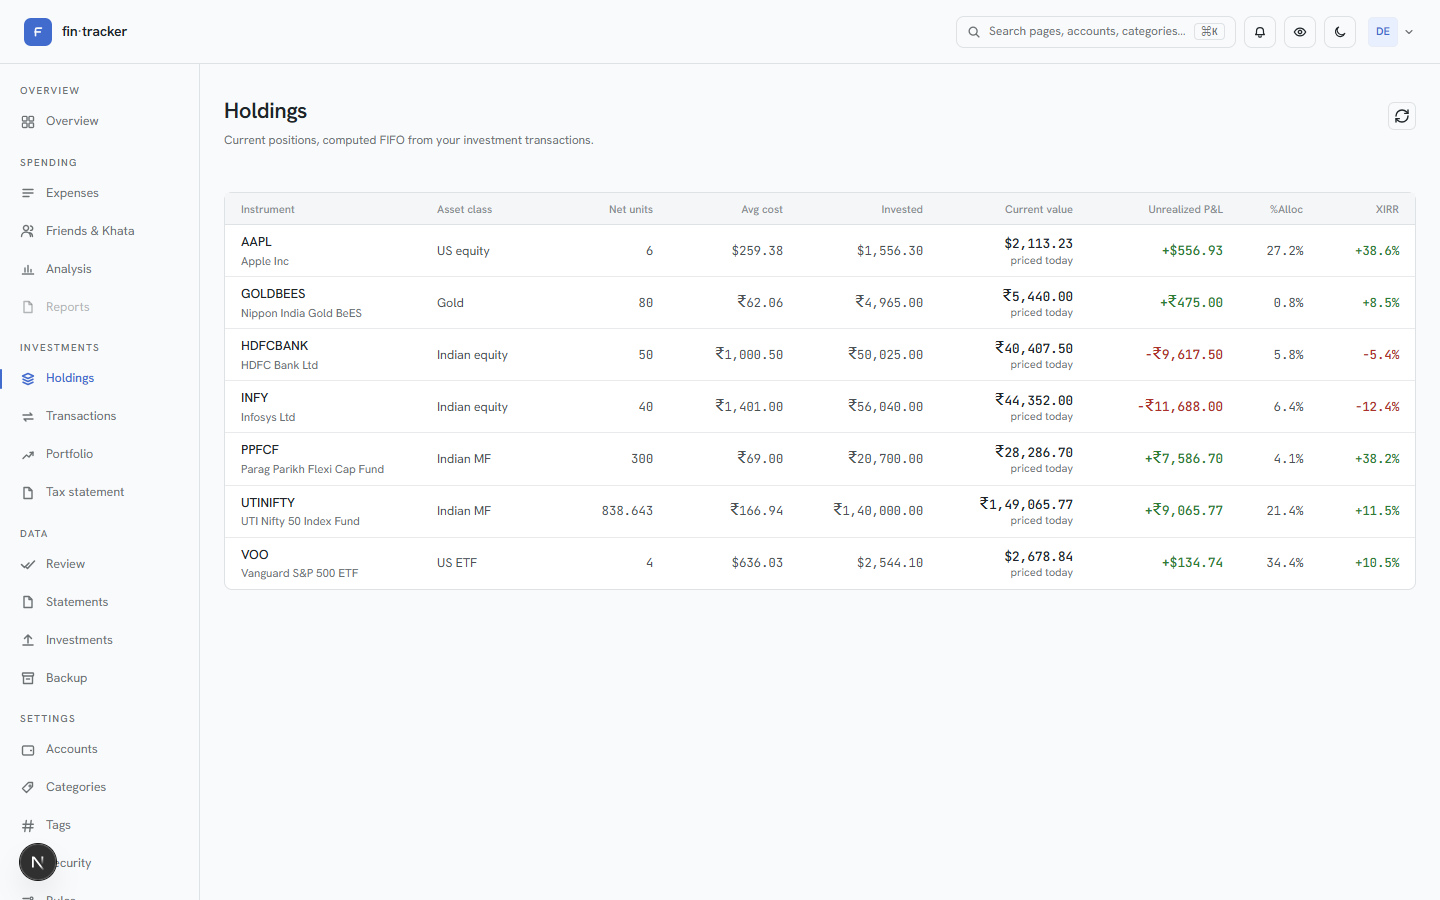 F fin·tracker
Search pages, accounts, categories... ⌘K
DE
OVERVIEW
Overview
SPENDING
Expenses
Friends & Khata
Analysis
Reports
INVESTMENTS
Holdings
Transactions
Portfolio
Tax statement
DATA
Review
Statements
Investments
Backup
SETTINGS
Accounts
Categories
Tags
N ecurity
Holdings
Current positions, computed FIFO from your investment transactions.
Instrument Asset class Net units Avg cost Invested Current value Unrealized P&L %Alloc XIRR
AAPL US equity 6 $259.38 $1,556.30 $2,113.23 +$556.93 27.2% +38.6%
Apple Inc priced today
GOLDBEES Gold 80 ₹62.06 ₹4,965.00 ₹5,440.00 +₹475.00 0.8% +8.5%
Nippon India Gold BeES priced today
HDFCBANK Indian equity 50 ₹1,000.50 ₹50,025.00 ₹40,407.50 -₹9,617.50 5.8% -5.4%
HDFC Bank Ltd priced today
INFY Indian equity 40 ₹1,401.00 ₹56,040.00 ₹44,352.00 -₹11,688.00 6.4% -12.4%
Infosys Ltd priced today
PPFCF Indian MF 300 ₹69.00 ₹20,700.00 ₹28,286.70 +₹7,586.70 4.1% +38.2%
Parag Parikh Flexi Cap Fund priced today
UTINIFTY Indian MF 838.643 ₹166.94 ₹1,40,000.00 ₹1,49,065.77 +₹9,065.77 21.4% +11.5%
UTI Nifty 50 Index Fund priced today
VOO US ETF 4 $636.03 $2,544.10 $2,678.84 +$134.74 34.4% +10.5%
Vanguard S&P 500 ETF priced today